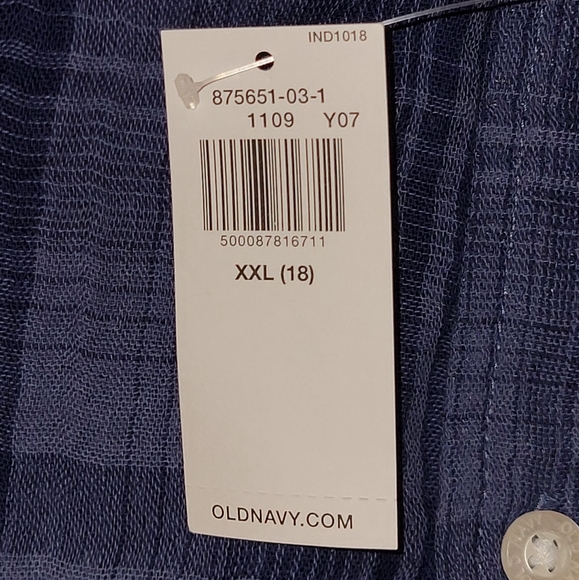 IND1018
875651-03-1
1109 Y07
500087816711
XXL (18)
OLDNAVY.COM